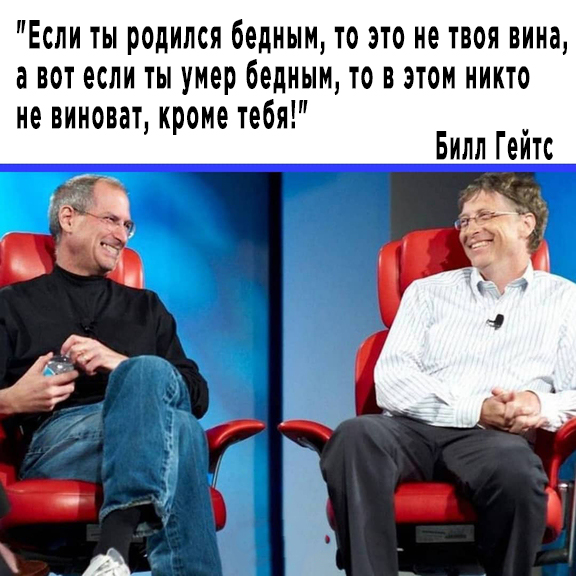 "Если ты родился бедным, то это не твоя вина,
а вот если ты умер бедным, то в этом никто
не виноват, кроме тебя!"
Билл Гейтс